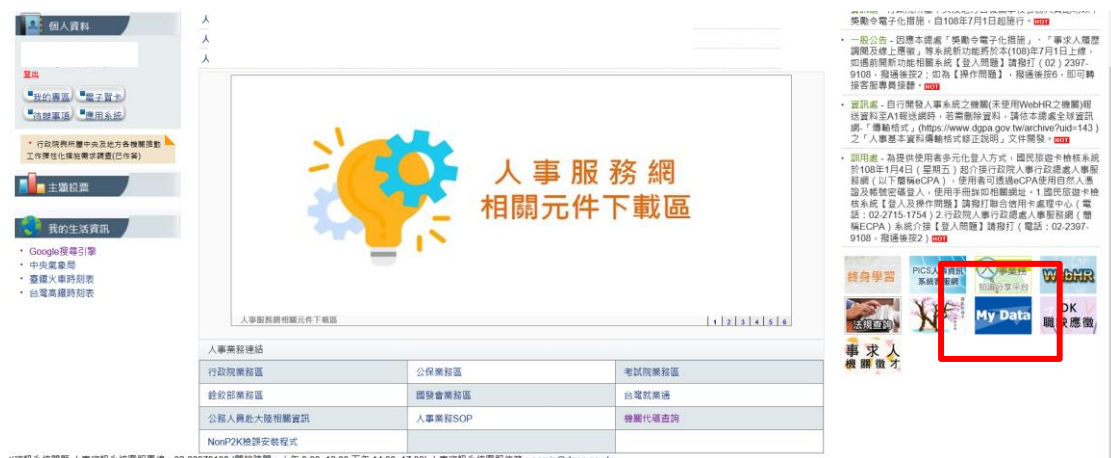 個人資料
登出
我的專區
電子賀卡
待辦事項
應用系統
* 行政院與所屬中央及地方各機關推動
工作彈性化措施需求調查(已作答)
主題投票
我的生活資訊
Google搜尋引擎
中央氣象局
臺鐵火車時刻表
台灣高鐵時刻表
人
人
人
人事服務網
相關元件下載區
人事服務網相關元件下載區
1 2 3 4 5 6
人事業務連結
行政院業務區
公保業務區
考試院業務區
銓敘部業務區
國發會業務區
台灣就業通
公務人員赴大陸相關資訊
人事業務SOP
機關代碼查詢
NonP2K檢誤安裝程式
獎勵令電子化措施，自108年7月1日起施行。HOT
一般公告 - 因應本總處「獎勵令電子化措施」、「事求人履歷
調閱及線上應徵」等系統新功能將於本(108)年7月1日上線，
如遇前開新功能相關系統【登入問題】請撥打（02）2397-
9108，撥通後按2；如為【操作問題】，撥通後按6，即可轉
接客服專員接聽。HOT
資訊處 - 自行開發人事系統之機關(未使用WebHR之機關)報
送資料至A1報送網時，若需刪除資料，請依本總處全球資訊
網-「傳輸格式」(https://www.dgpa.gov.tw/archive?uid=143 )
之「人事基本資料傳輸格式修正說明」文件開發。HOT
訓用處 - 為提供使用者多元化登入方式，國民旅遊卡檢核系統
於108年1月4日（星期五）起介接行政院人事行政總處人事服
務網（以下簡稱eCPA），使用者可透過eCPA使用自然人憑
證及帳號密碼登入，使用手冊詳如相關網址。1.國民旅遊卡檢
核系統【登入及操作問題】請撥打聯合信用卡處理中心（電
話：02-2715-1754）2.行政院人事行政總處人事服務網（簡
稱ECPA）系統介接【登入問題】請撥打（電話：02-2397-
9108，撥通後按2）HOT
終身學習
PICS人事資訊
系統客服網
人事業務
知識分享平台
WebHR
法規查詢
My Data
OK
職缺應徵
事求人
機關徵才